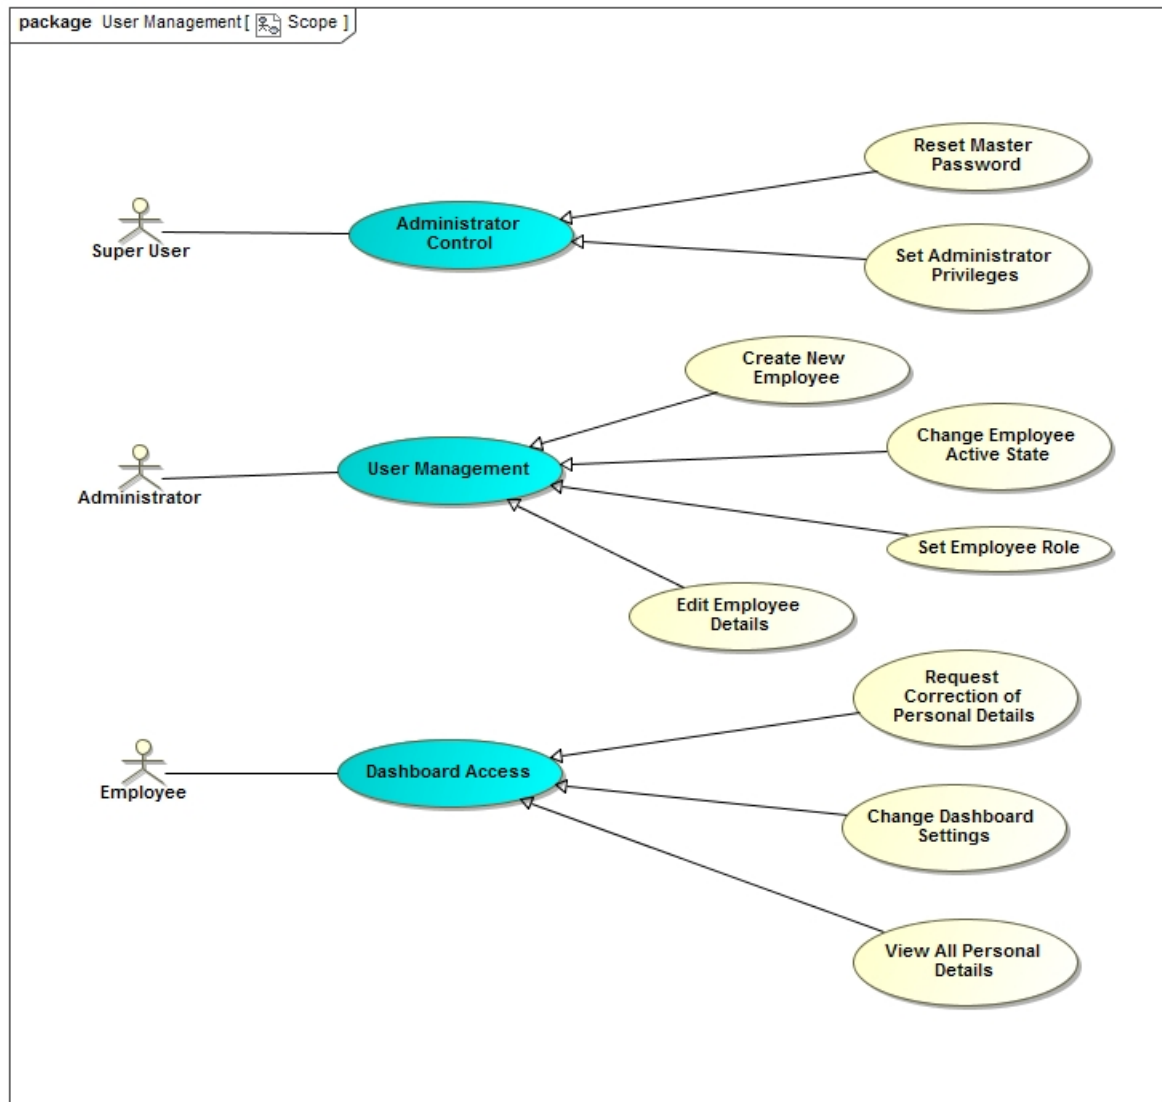 package User Management [ Scope ]
Reset Master
Password
Administrator
Control
Super User
Set Administrator
Privileges
Create New
Employee
Change Employee
Active State
User Management
Administrator
Set Employee Role
Edit Employee
Details
Request
Correction of
Personal Details
Dashboard Access
Employee
Change Dashboard
Settings
View All Personal
Details